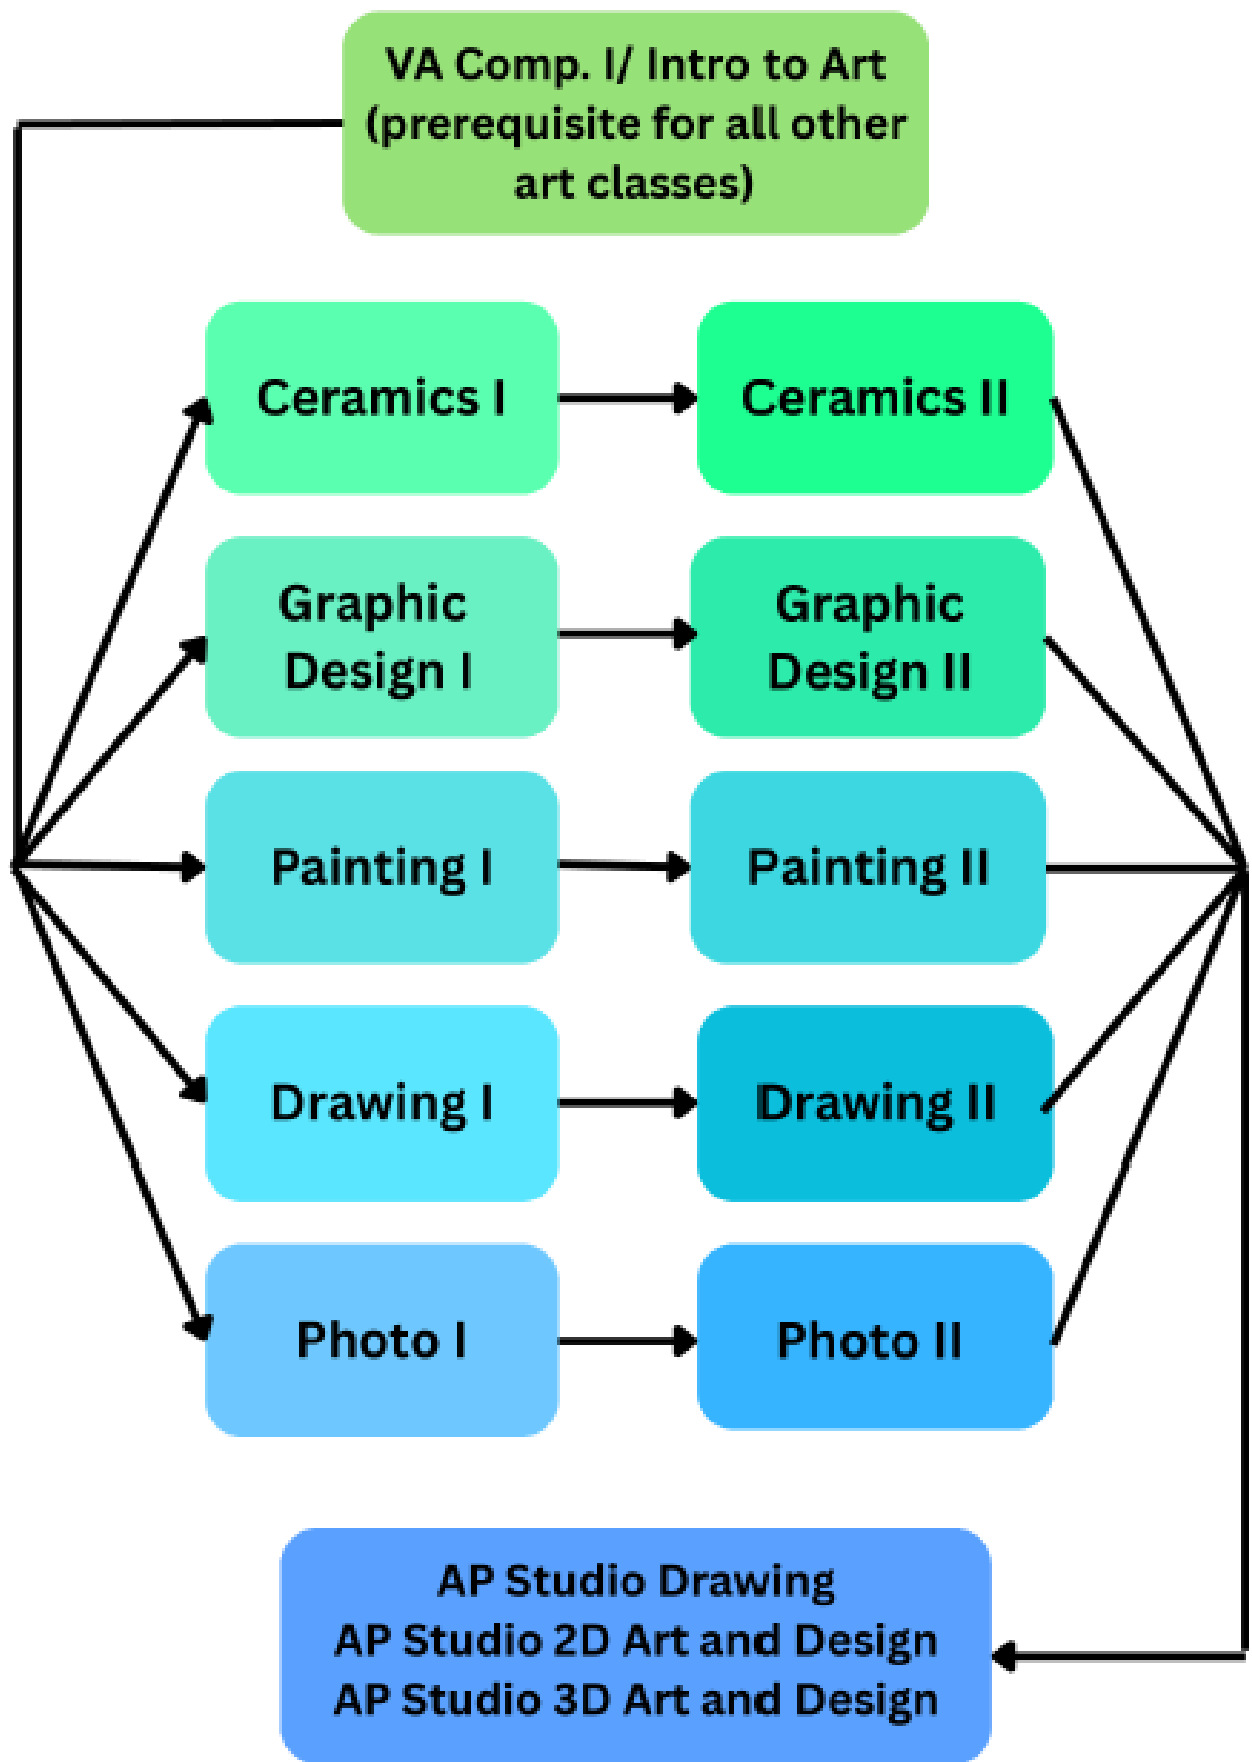 VA Comp. I/ Intro to Art
(prerequisite for all other
art classes)
Ceramics I
Ceramics II
Graphic
Design I
Graphic
Design II
Painting I
Painting II
Drawing I
Drawing II
Photo I
Photo II
AP Studio Drawing
AP Studio 2D Art and Design
AP Studio 3D Art and Design